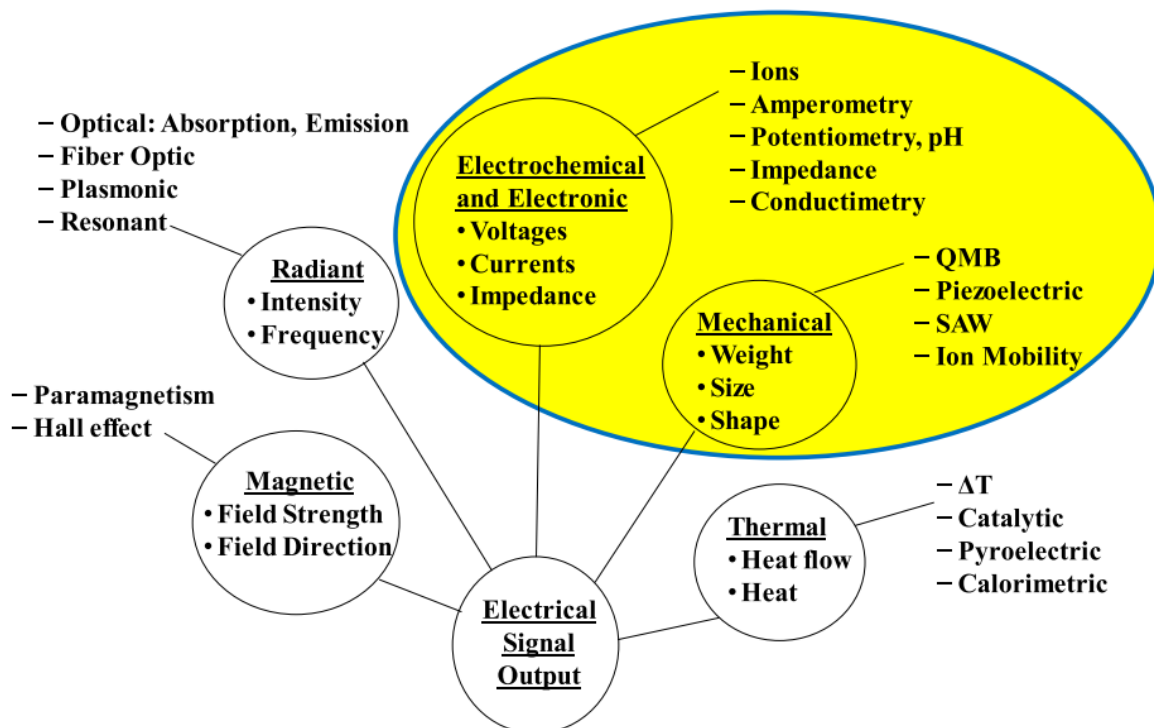 – Optical: Absorption, Emission
– Fiber Optic
– Plasmonic
– Resonant
Radiant
• Intensity
• Frequency
– Ions
– Amperometry
– Potentiometry, pH
– Impedance
– Conductimetry
Electrochemical
and Electronic
• Voltages
• Currents
• Impedance
– QMB
– Piezoelectric
– SAW
– Ion Mobility
Mechanical
• Weight
• Size
• Shape
– Paramagnetism
– Hall effect
Magnetic
• Field Strength
• Field Direction
– ΔT
– Catalytic
– Pyroelectric
– Calorimetric
Thermal
• Heat flow
• Heat
Electrical
Signal
Output